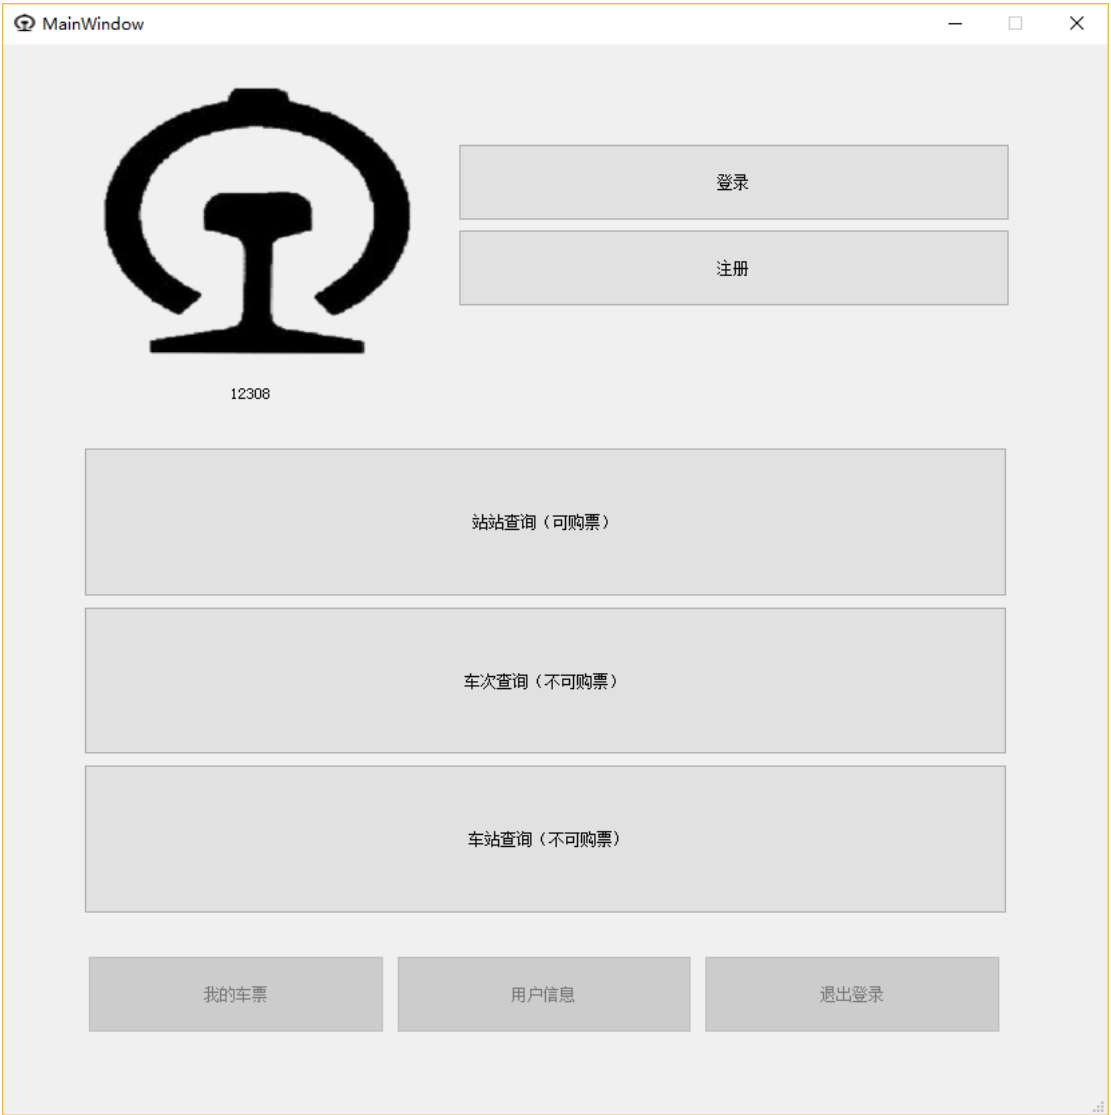 MainWindow
登录
注册
12308
站站查询（可购票）
车次查询（不可购票）
车站查询（不可购票）
我的车票
用户信息
退出登录